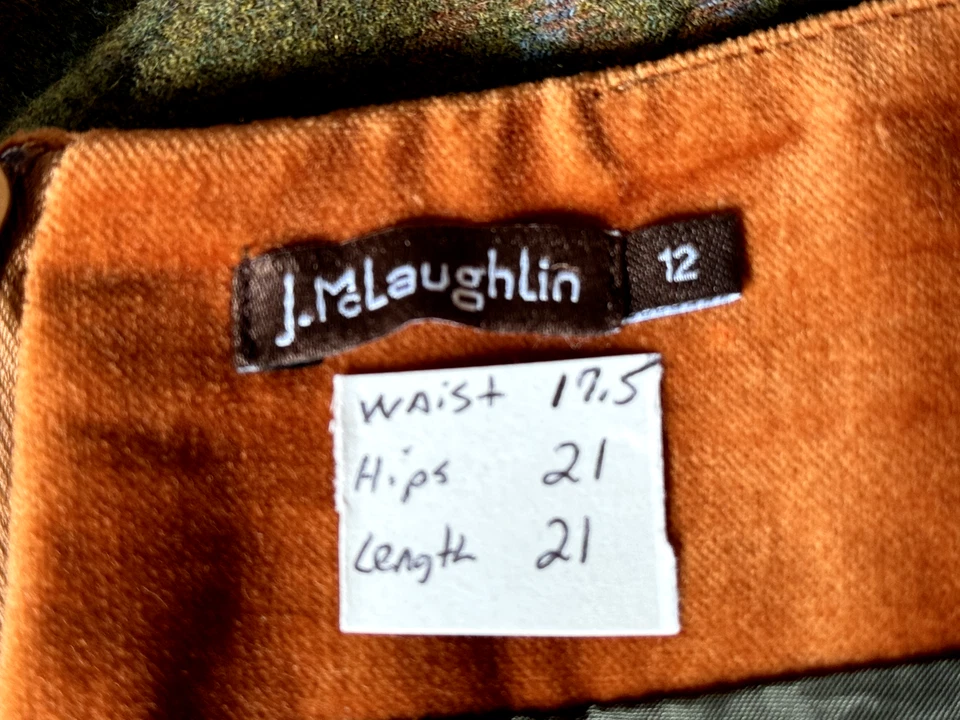 J.McLaughlin 12
Waist 17.5
Hips 21
Length 21